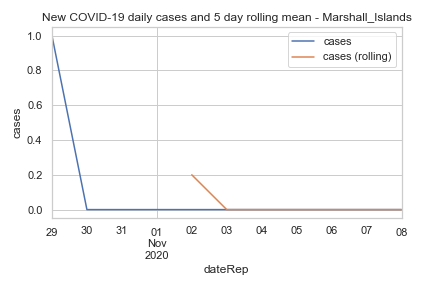 New COVID-19 daily cases and 5 day rolling mean - Marshall_Islands
cases
cases (rolling)
cases
1.0
0.8
0.6
0.4
0.2
0.0
29 30 31 01 02 03 04 05 06 07 08
Nov
2020
dateRep